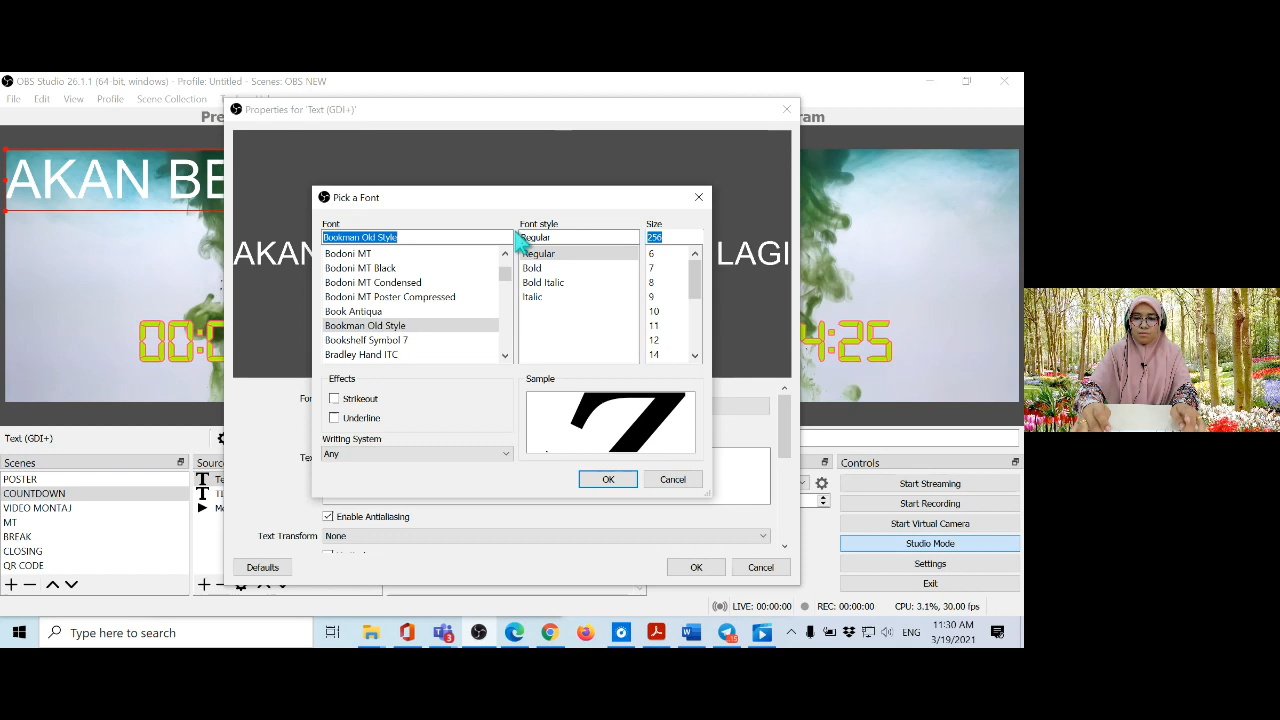 OBS Studio 26.1.1 (64-bit, windows) - Profile: Untitled - Scenes: OBS NEW
File Edit View Profile Scene Collection
Properties for 'Text (GDI+)'
AKAN BE
AKAN
LAGI
Pick a Font
Font
Font style
Size
Bookman Old Style
Regular
256
Bodoni MT
Bodoni MT Black
Bodoni MT Condensed
Bodoni MT Poster Compressed
Book Antiqua
Bookman Old Style
Bookshelf Symbol 7
Bradley Hand ITC
Regular
Bold
Bold Italic
Italic
6
7
8
9
10
11
12
14
Effects
Strikeout
Underline
Sample
Writing System
Any
OK
Cancel
4:25
Enable Antialiasing
Text Transform
None
Defaults
OK
Cancel
Text (GDI+)
Scenes
POSTER
COUNTDOWN
VIDEO MONTAJ
MT
BREAK
CLOSING
QR CODE
Controls
Start Streaming
Start Recording
Start Virtual Camera
Studio Mode
Settings
Exit
LIVE: 00:00:00
REC: 00:00:00
CPU: 3.1%, 30.00 fps
Type here to search
ENG
11:30 AM
3/19/2021